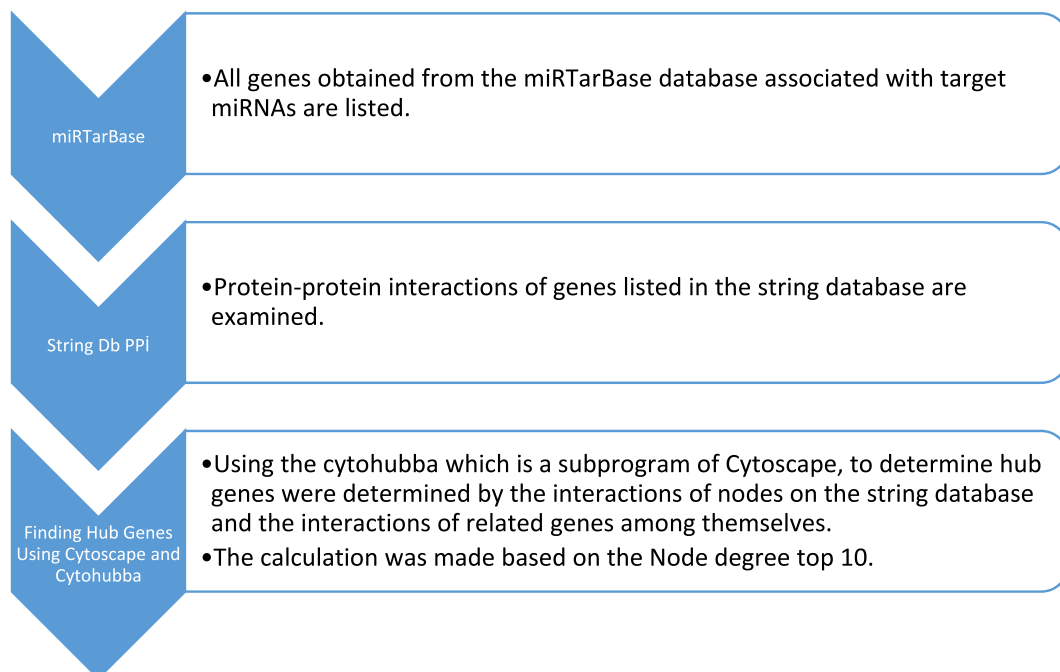 miRTarBase
•All genes obtained from the miRTarBase database associated with target
miRNAs are listed.
String Db PPİ
•Protein-protein interactions of genes listed in the string database are
examined.
Finding Hub Genes
Using Cytoscape and
Cytohubba
•Using the cytohubba which is a subprogram of Cytoscape, to determine hub
genes were determined by the interactions of nodes on the string database
and the interactions of related genes among themselves.
•The calculation was made based on the Node degree top 10.